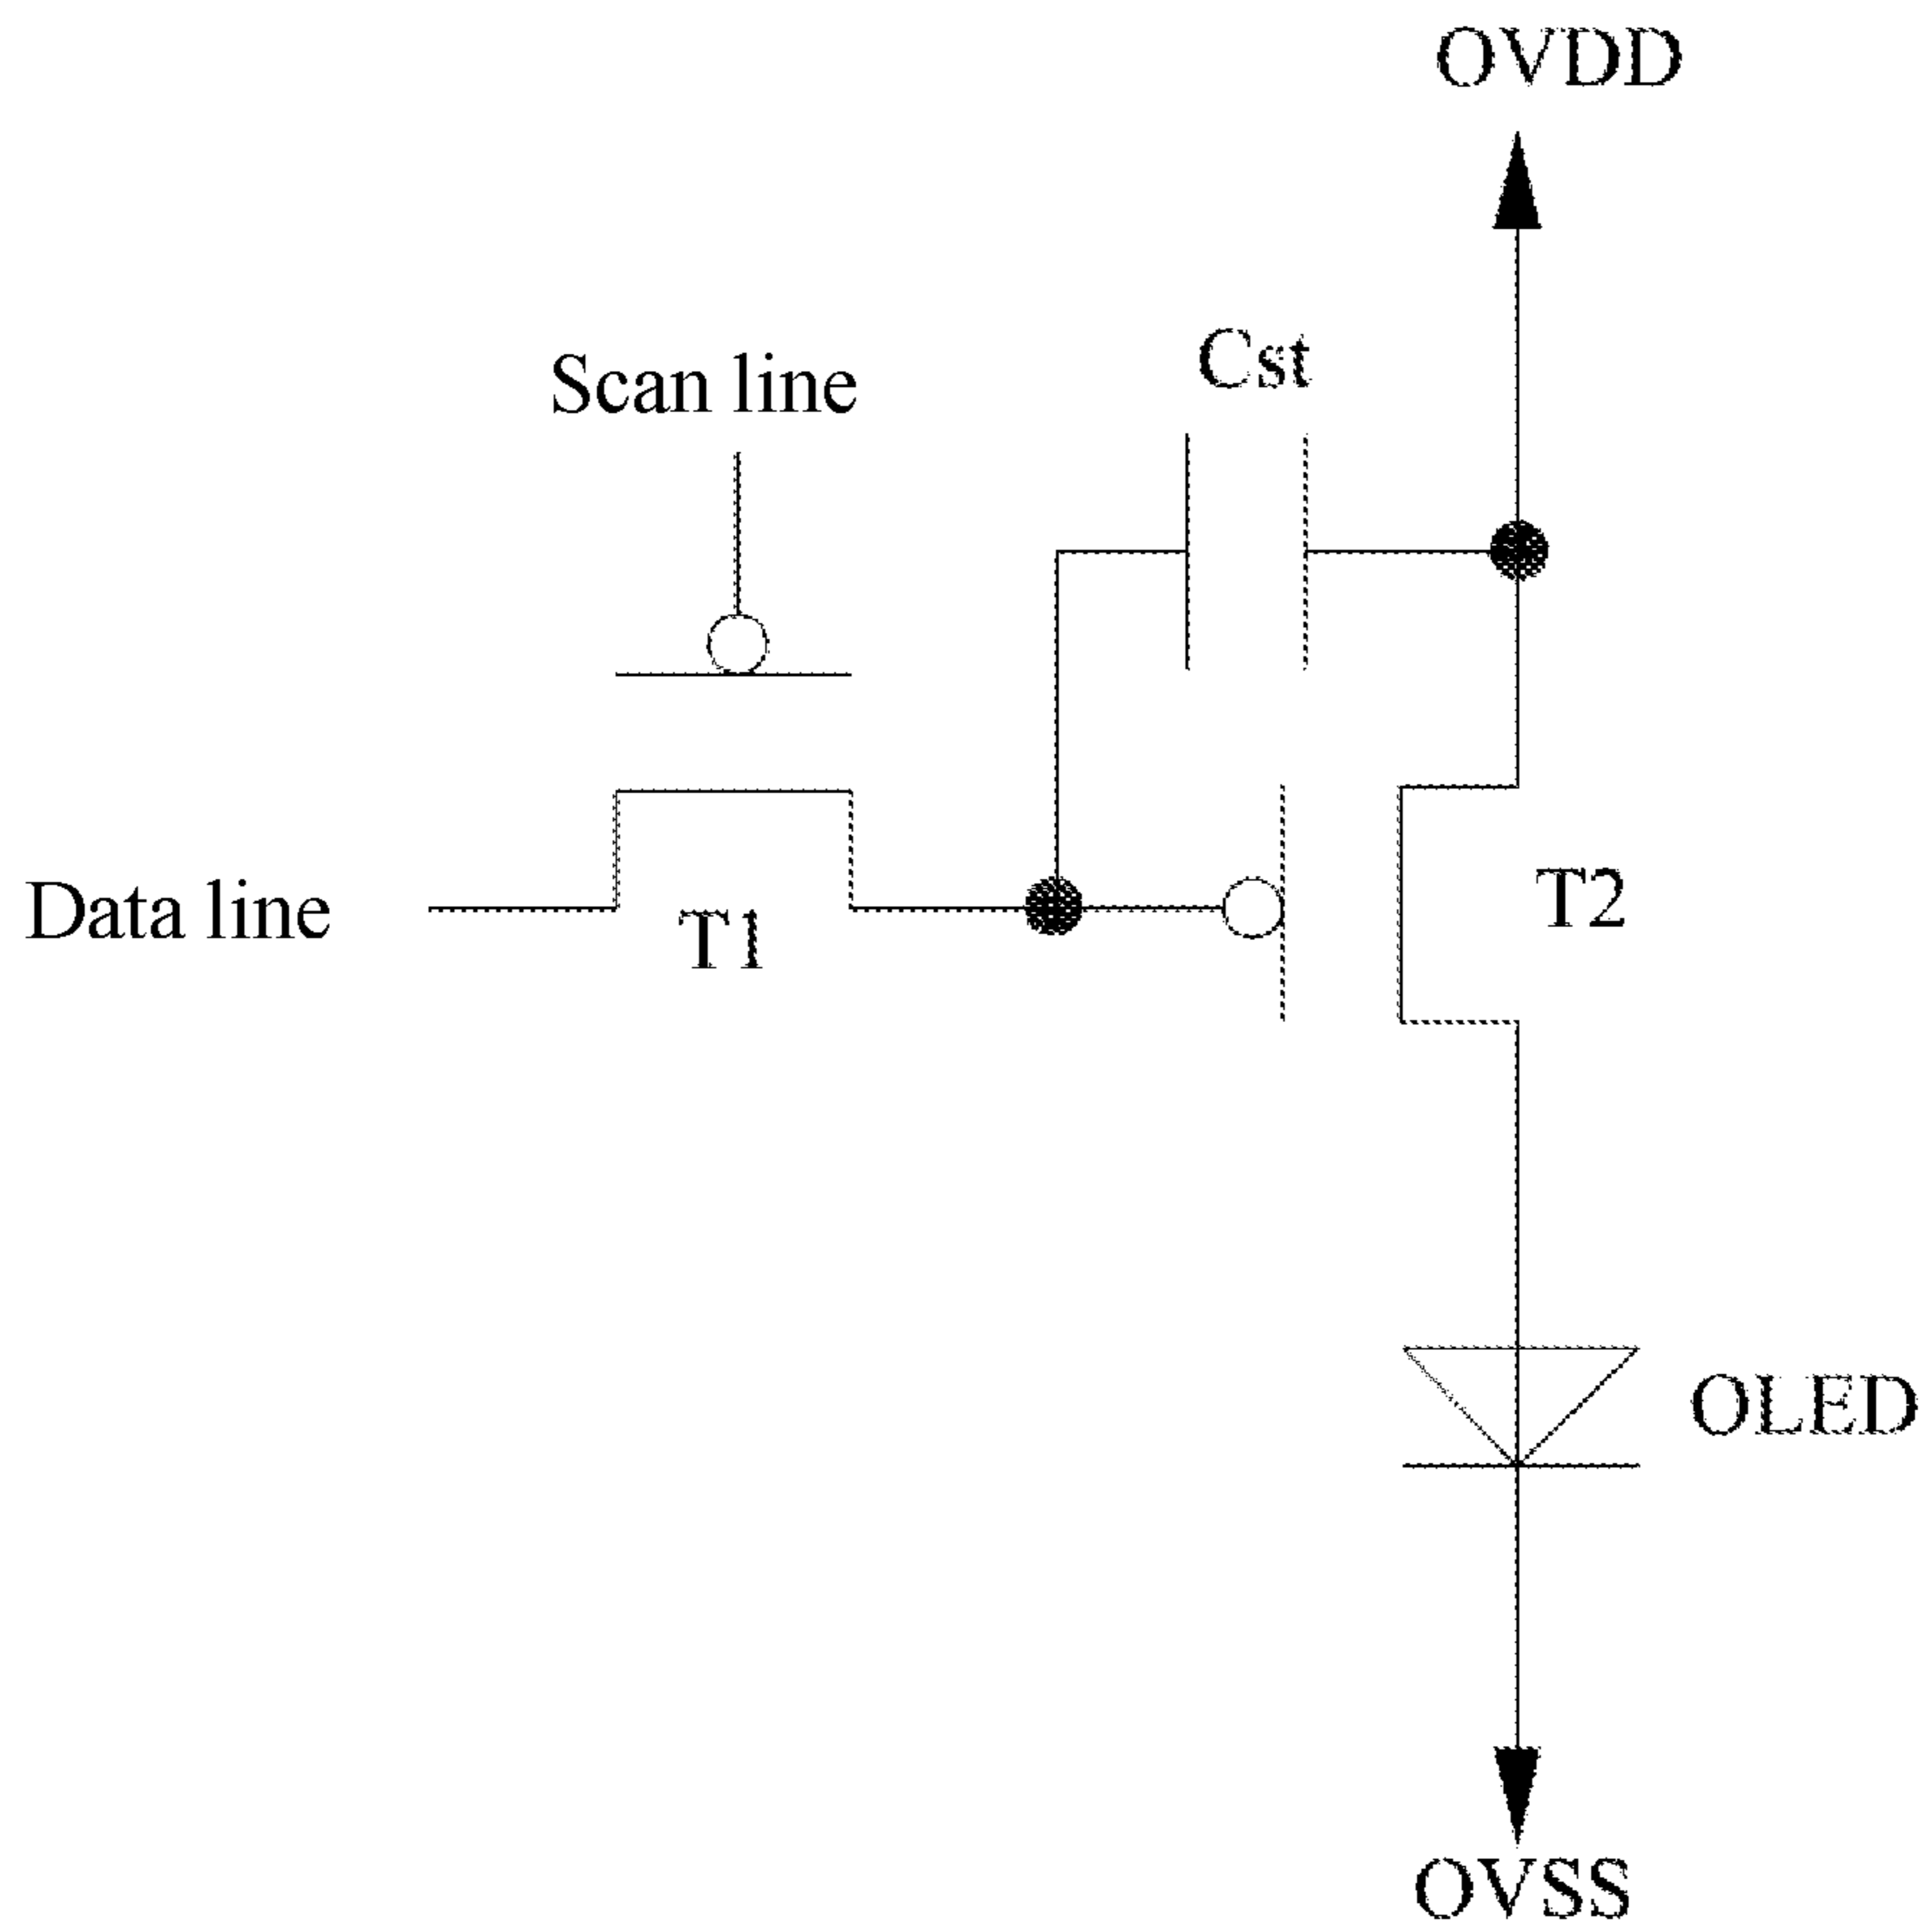 OVDD
Cst
Scan line
Data line
T1
T2
OLED
OVSS